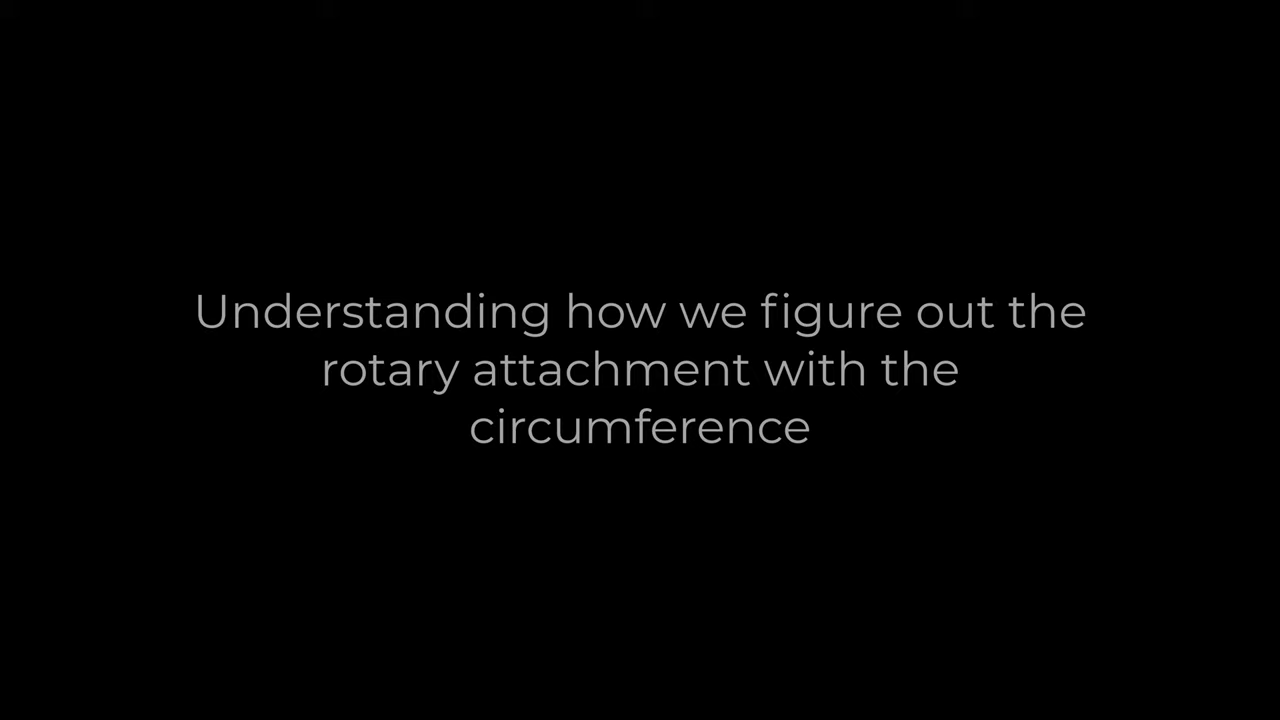 Understanding how we figure out the
rotary attachment with the
circumference